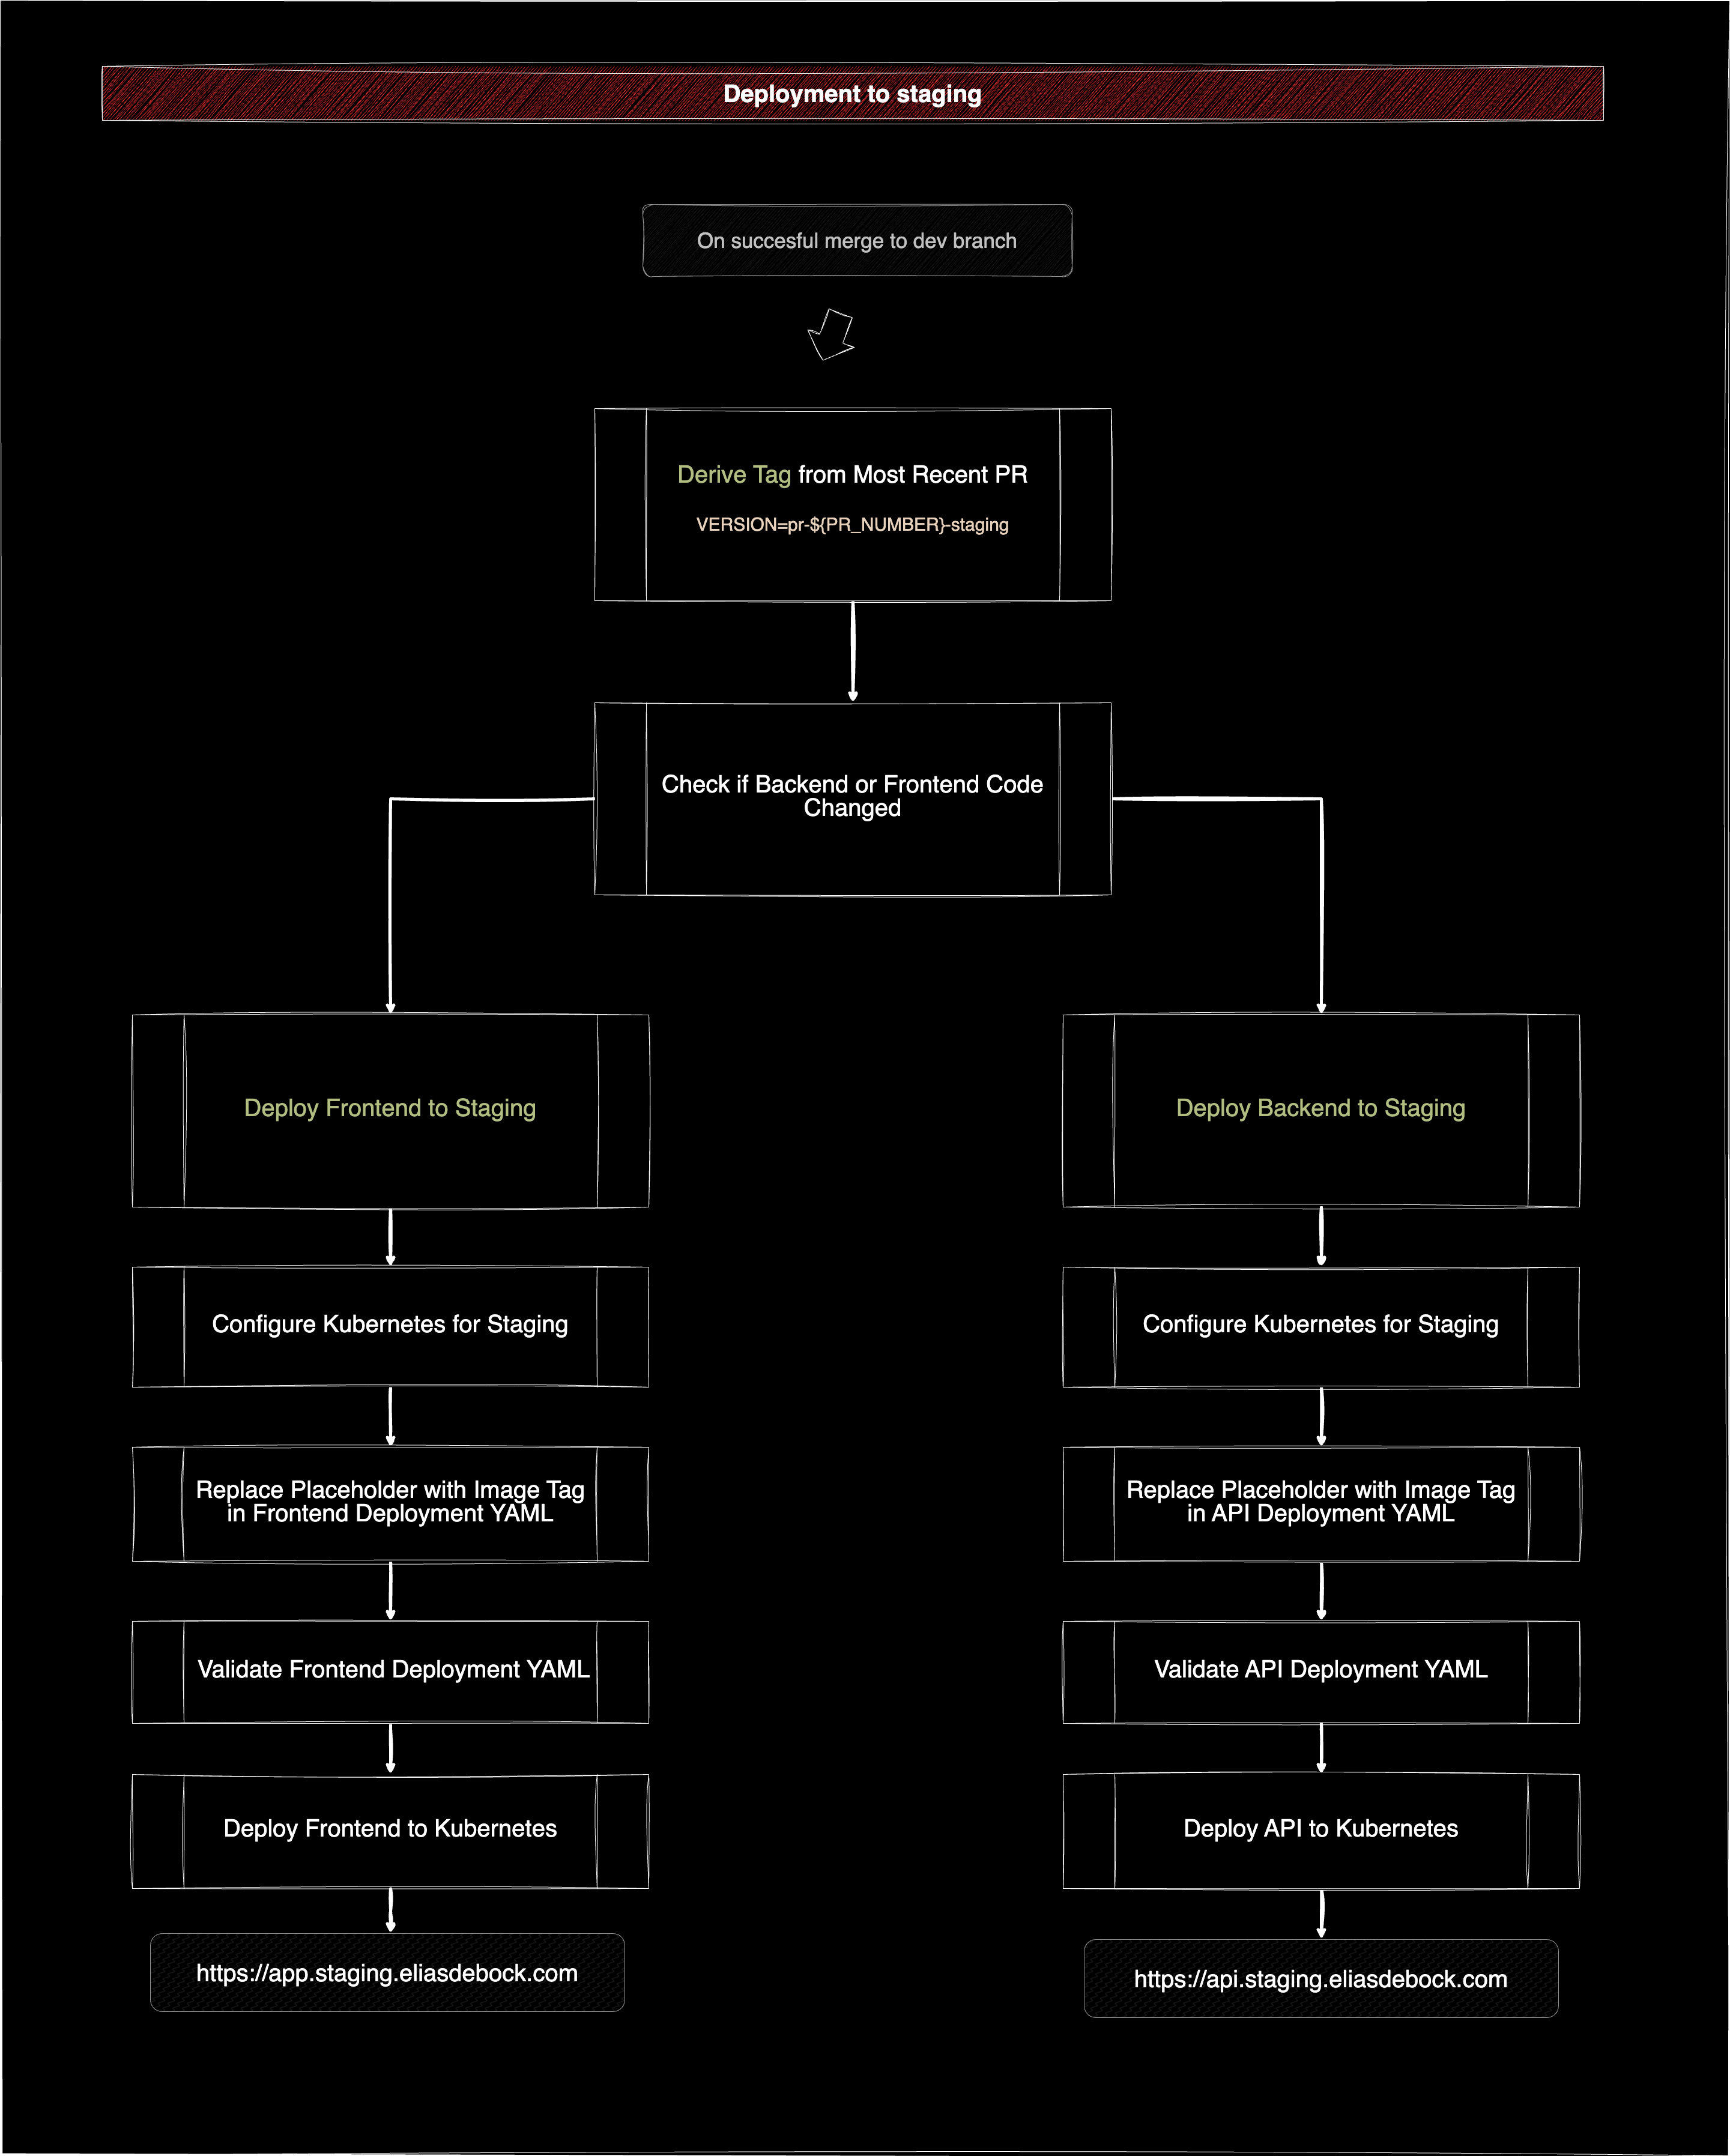 Deployment to staging
On succesful merge to dev branch
Derive Tag from Most Recent PR
VERSION=pr-${PR_NUMBER}-staging
Check if Backend or Frontend Code
Changed
Deploy Frontend to Staging
Configure Kubernetes for Staging
Replace Placeholder with Image Tag
in Frontend Deployment YAML
Validate Frontend Deployment YAML
Deploy Frontend to Kubernetes
https://app.staging.eliasdebock.com
Deploy Backend to Staging
Configure Kubernetes for Staging
Replace Placeholder with Image Tag
in API Deployment YAML
Validate API Deployment YAML
Deploy API to Kubernetes
https://api.staging.eliasdebock.com